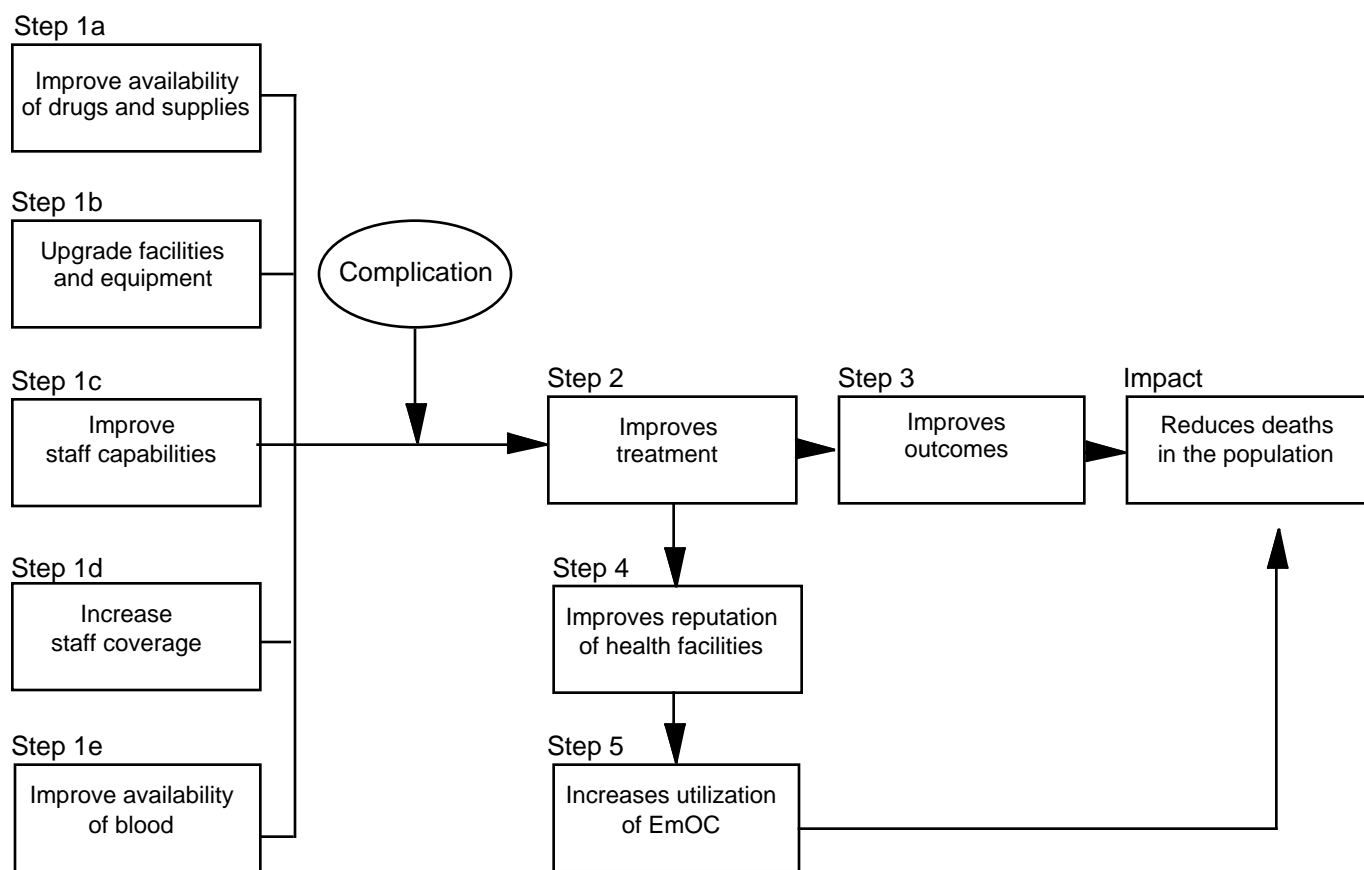 Step 1a
Improve availability
of drugs and supplies
Step 1b
Upgrade facilities
and equipment
Complication
Step 1c
Improve
staff capabilities
Step 2
Improves
treatment
Step 3
Improves
outcomes
Impact
Reduces deaths
in the population
Step 1d
Increase
staff coverage
Step 4
Improves reputation
of health facilities
Step 1e
Improve availability
of blood
Step 5
Increases utilization
of EmOC